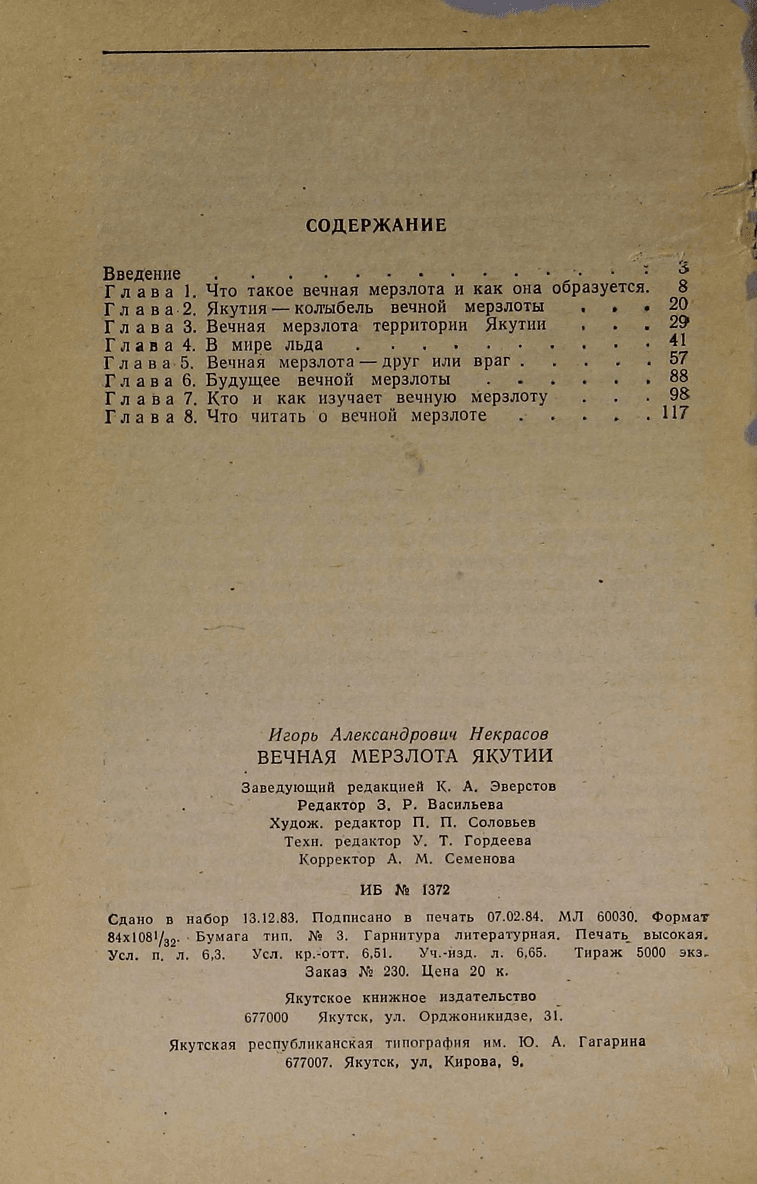 СОДЕРЖАНИЕ
Введение . . . . . . . . . . . . . . 3
Глава 1. Что такое вечная мерзлота и как она образуется. 8
Глава 2. Якутия — колыбель вечной мерзлоты . . . 20
Глава 3. Вечная мерзлота территории Якутии . . . 29
Глава 4. В мире льда . . . . . . . . . 41
Глава 5. Вечная мерзлота — друг или враг . . . . . 57
Глава 6. Будущее вечной мерзлоты . . . . . . 88
Глава 7. Кто и как изучает вечную мерзлоту . . . 98
Глава 8. Что читать о вечной мерзлоте . . . . . 117
Игорь Александрович Некрасов
ВЕЧНАЯ МЕРЗЛОТА ЯКУТИИ
Заведующий редакцией К. А. Эверстов
Редактор З. Р. Васильева
Худож. редактор П. П. Соловьев
Техн. редактор У. Т. Гордеева
Корректор А. М. Семенова
ИБ № 1372
Сдано в набор 13.12.83. Подписано в печать 07.02.84. МЛ 60030. Формат
84х108¹/₃₂. Бумага тип. № 3. Гарнитура литературная. Печать высокая.
Усл. п. л. 6,3. Усл. кр.-отт. 6,51. Уч.-изд. л. 6,65. Тираж 5000 экз.
Заказ № 230. Цена 20 к.
Якутское книжное издательство
677000 Якутск, ул. Орджоникидзе, 31.
Якутская республиканская типография им. Ю. А. Гагарина
677007. Якутск, ул. Кирова, 9.